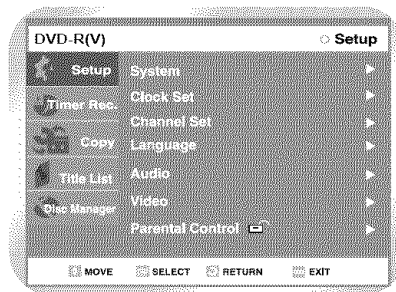 DVD-R(V) Setup
Setup System
Timer Rec. Clock Set
Channel Set
Copy Language
Title List Audio
Disc Manager Video
Parental Control
MOVE SELECT RETURN EXIT